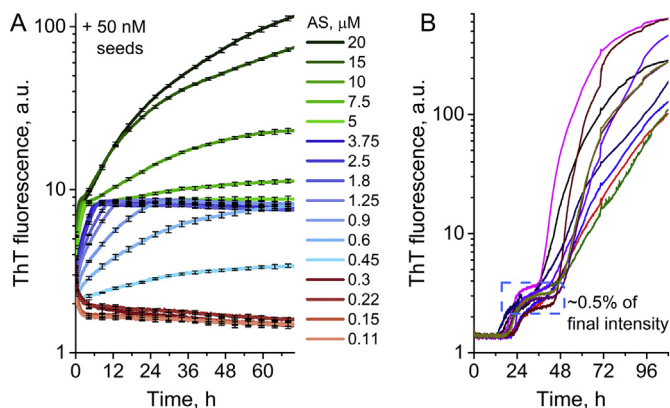 A
+ 50 nM
seeds
AS, μM
20
15
10
7.5
5
3.75
2.5
1.8
1.25
0.9
0.6
0.45
0.3
0.22
0.15
0.11
ThT fluorescence, a.u.
100
10
1
0 12 24 36 48 60
Time, h
B
ThT fluorescence, a.u.
100
10
1
0 24 48 72 96
Time, h
~0.5% of
final intensity